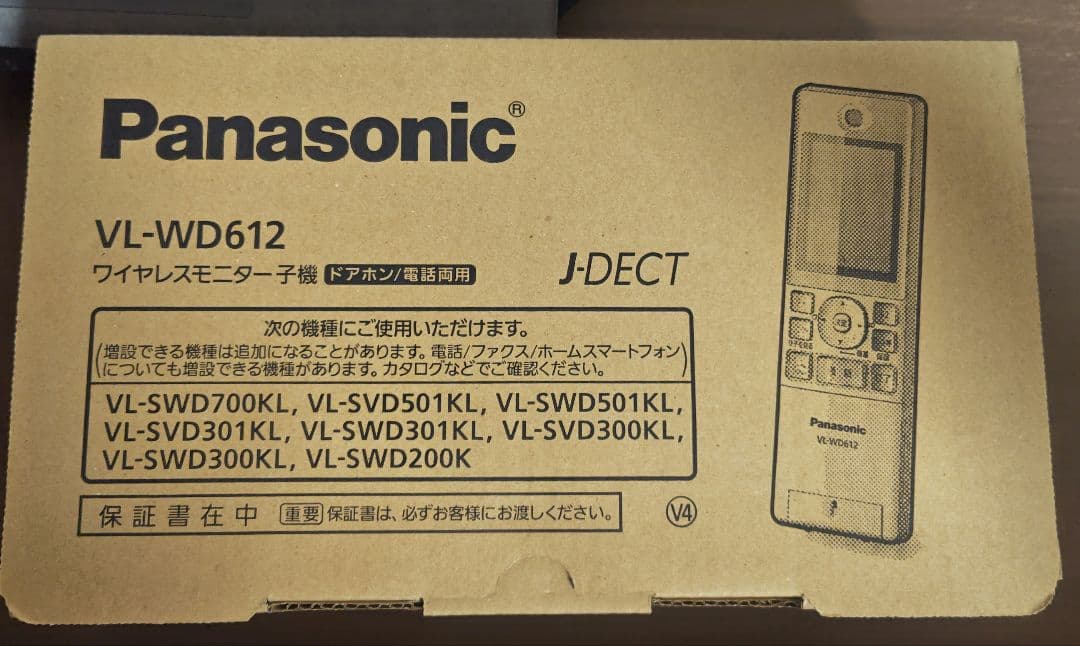 Panasonic®
VL-WD612
ワイヤレスモニター子機 ドアホン/電話両用
J-DECT
次の機種にご使用いただけます。
(増設できる機種は追加になることがあります。電話/ファクス/ホームスマートフォン
についても増設できる機種があります。カタログなどでご確認ください。)
VL-SWD700KL, VL-SVD501KL, VL-SWD501KL,
VL-SVD301KL, VL-SWD301KL, VL-SVD300KL,
VL-SWD300KL, VL-SWD200K
保証書在中 重要 保証書は、必ずお客様にお渡しください。
V4
Panasonic
VL-WD612